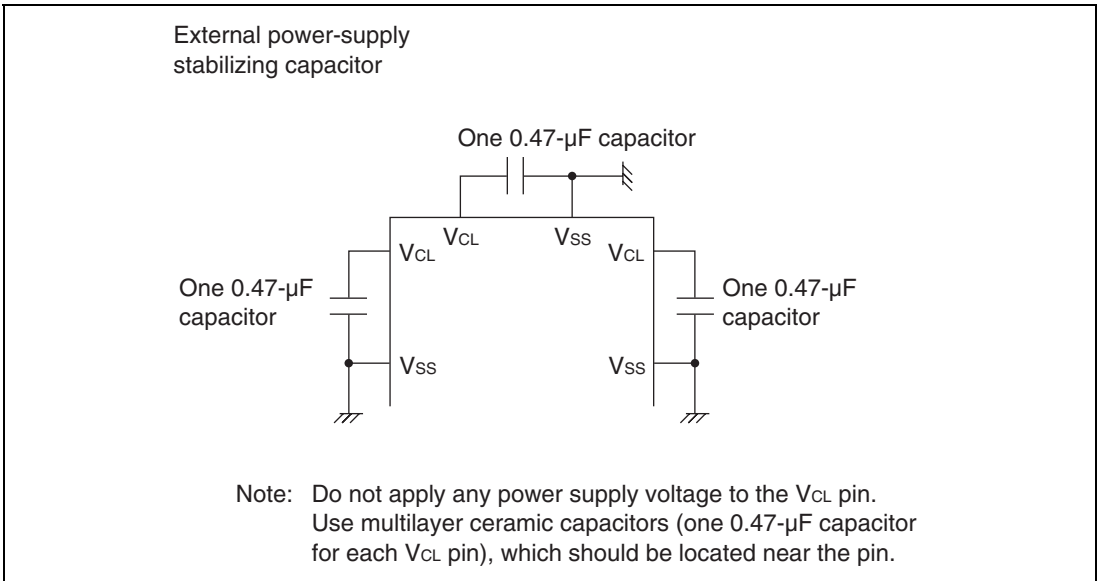 External power-supply
stabilizing capacitor
One 0.47-µF capacitor
VCL
VSS
VCL
VCL
One 0.47-µF
capacitor
One 0.47-µF
capacitor
VSS
VSS
Note: Do not apply any power supply voltage to the VCL pin.
Use multilayer ceramic capacitors (one 0.47-µF capacitor
for each VCL pin), which should be located near the pin.